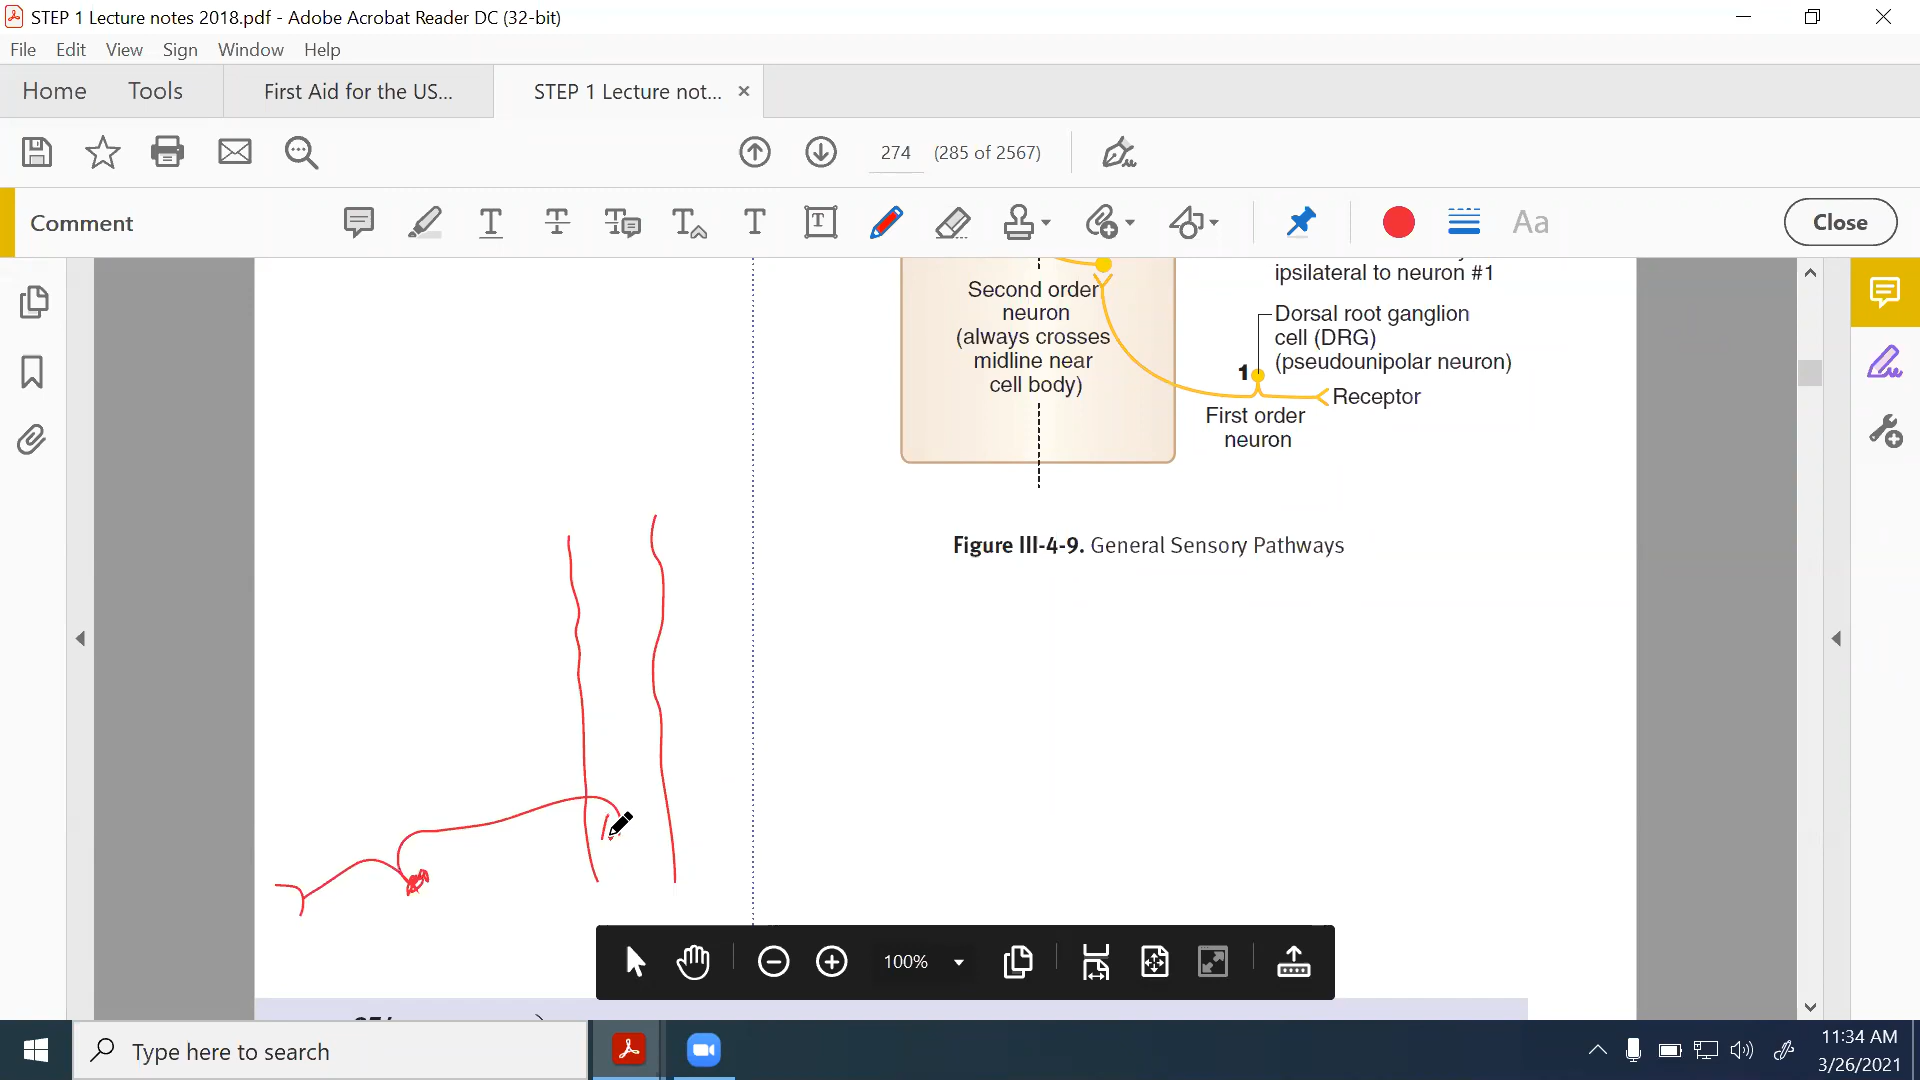 STEP 1 Lecture notes 2018.pdf - Adobe Acrobat Reader DC (32-bit)
File Edit View Sign Window Help
Home Tools First Aid for the US... STEP 1 Lecture not...
274 (285 of 2567)
Comment
Aa
Close
ipsilateral to neuron #1
Second order
neuron
(always crosses
midline near
cell body)
Dorsal root ganglion
cell (DRG)
(pseudounipolar neuron)
1
Receptor
First order
neuron
Figure III-4-9. General Sensory Pathways
100%
Type here to search
11:34 AM
3/26/2021